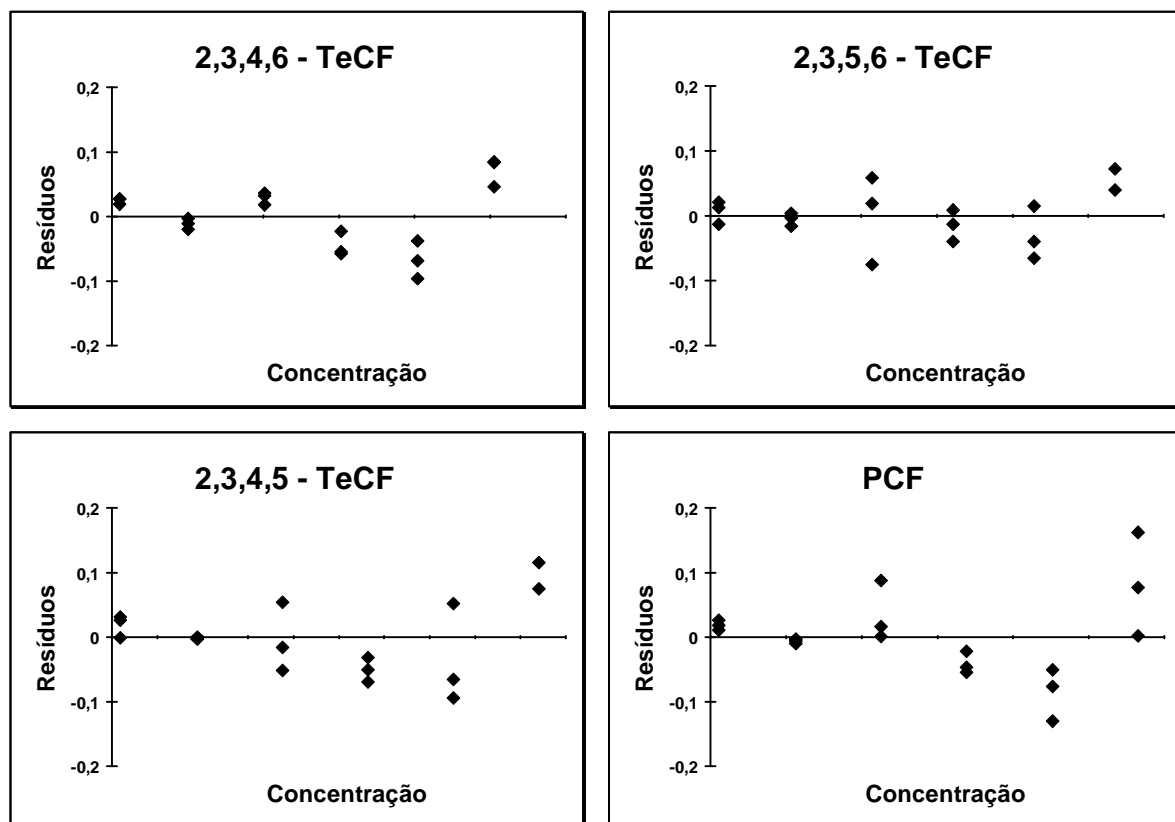 2,3,4,6 - TeCF
0,2
0,1
0
-0,1
-0,2
Resíduos
Concentração
2,3,5,6 - TeCF
0,2
0,1
0
-0,1
-0,2
Resíduos
Concentração
2,3,4,5 - TeCF
0,2
0,1
0
-0,1
-0,2
Resíduos
Concentração
PCF
0,2
0,1
0
-0,1
-0,2
Resíduos
Concentração